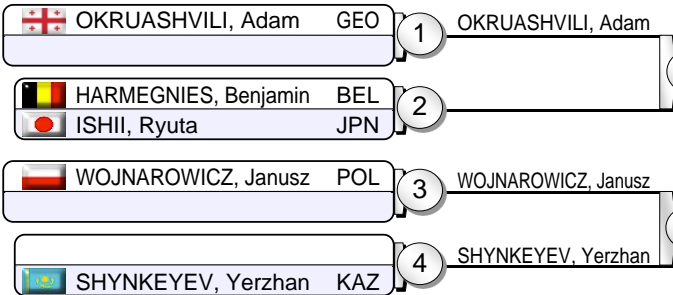 OKRUASHVILI, Adam GEO
1
OKRUASHVILI, Adam
HARMEGNIES, Benjamin BEL
ISHII, Ryuta JPN
2
WOJNAROWICZ, Janusz POL
3
WOJNAROWICZ, Janusz
SHYNKEYEV, Yerzhan KAZ
4
SHYNKEYEV, Yerzhan